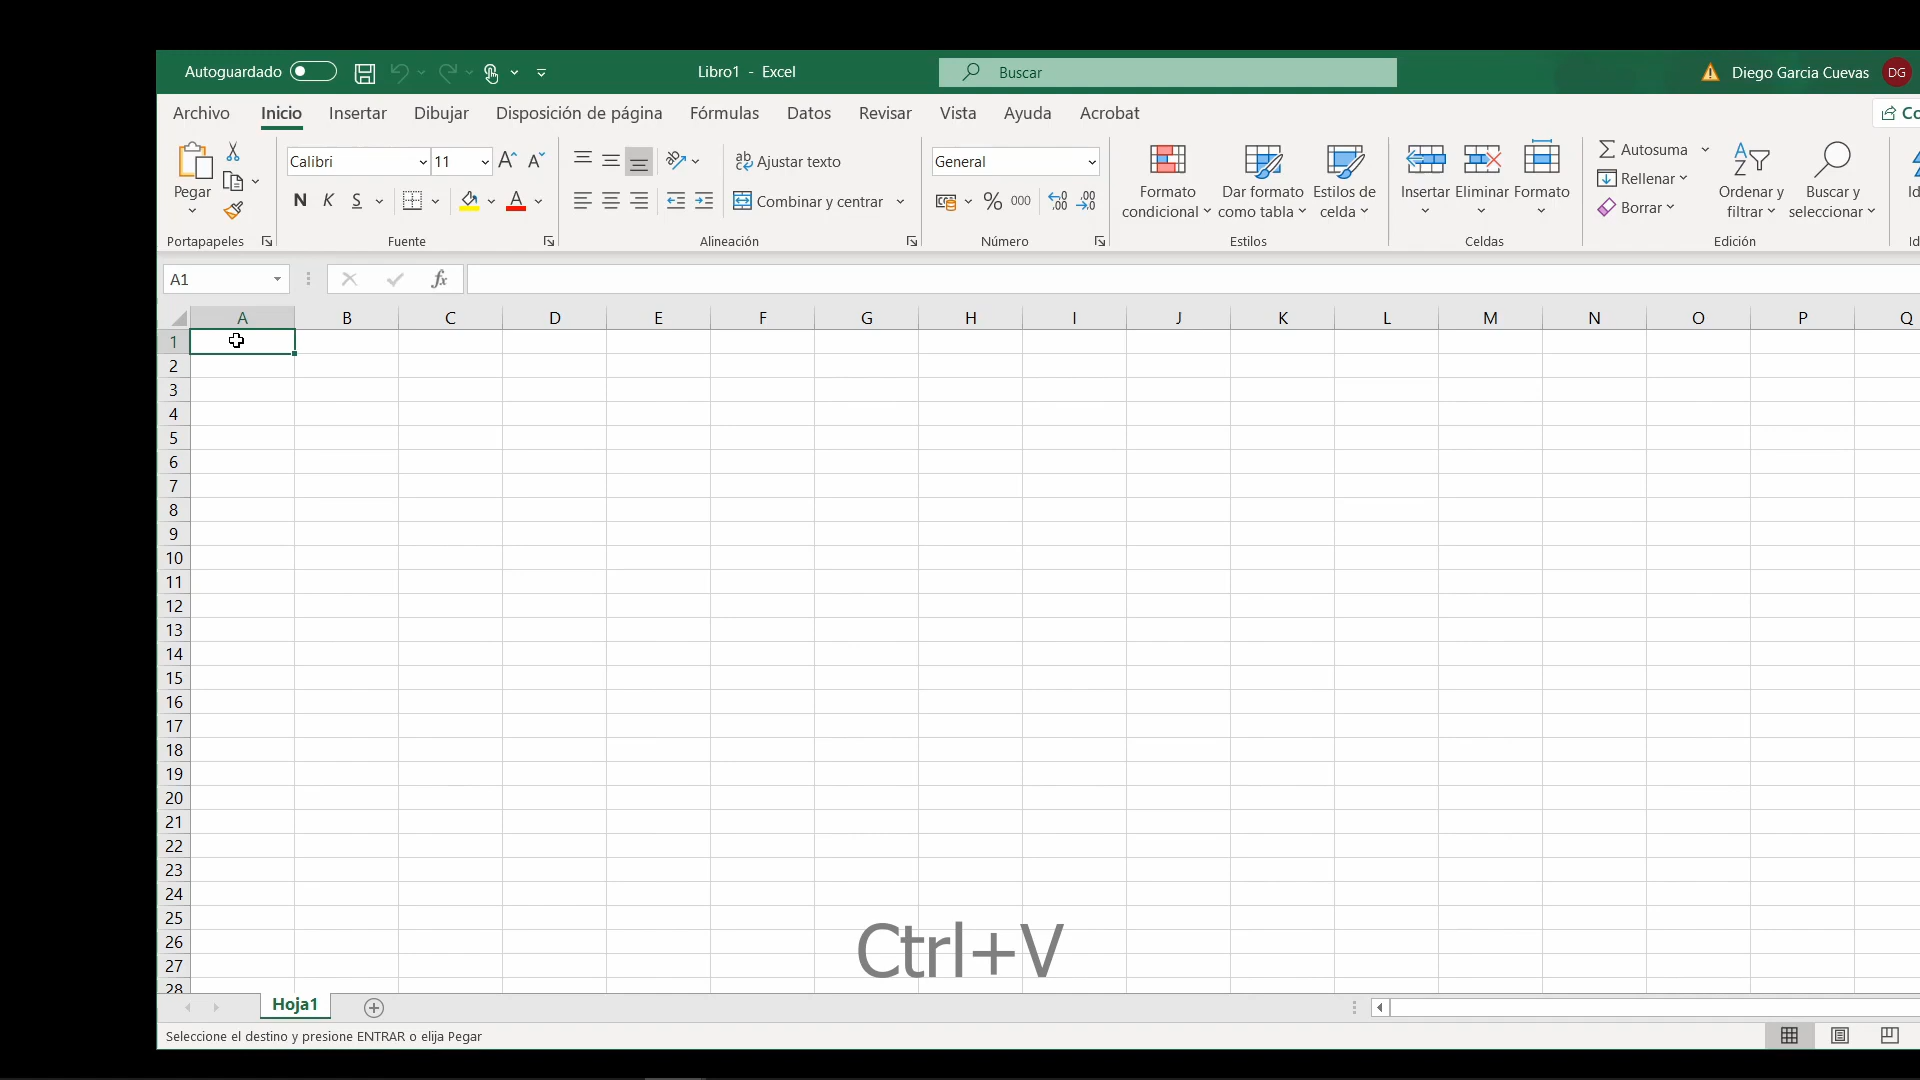 Autoguardado
Libro1 - Excel
Buscar
Diego Garcia Cuevas
DG
Archivo
Inicio
Insertar
Dibujar
Disposición de página
Fórmulas
Datos
Revisar
Vista
Ayuda
Acrobat
Pegar
Calibri
11
N K S
Ajustar texto
Combinar y centrar
General
% 000
Formato condicional
Dar formato como tabla
Estilos de celda
Insertar
Eliminar
Formato
Autosuma
Rellenar
Borrar
Ordenar y filtrar
Buscar y seleccionar
Portapapeles
Fuente
Alineación
Número
Estilos
Celdas
Edición
A1
fx
A B C D E F G H I J K L M N O P Q
1
2
3
4
5
6
7
8
9
10
11
12
13
14
15
16
17
18
19
20
21
22
23
24
25
26
27
28
Ctrl+V
Hoja1
Seleccione el destino y presione ENTRAR o elija Pegar